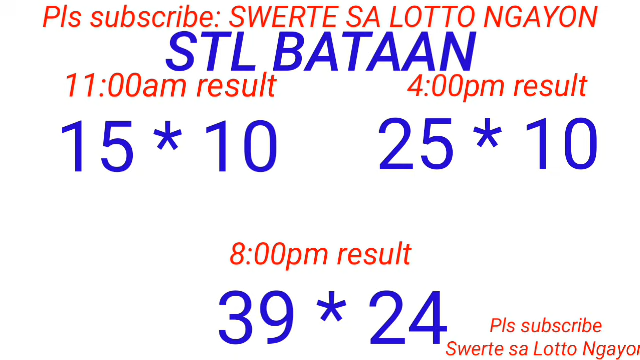 Pls subscribe: SWERTE SA LOTTO NGAYON
STL BATAAN
11:00am result
4:00pm result
15 * 10
25 * 10
8:00pm result
39 * 24
Pls subscribe
Swerte sa Lotto Ngayon